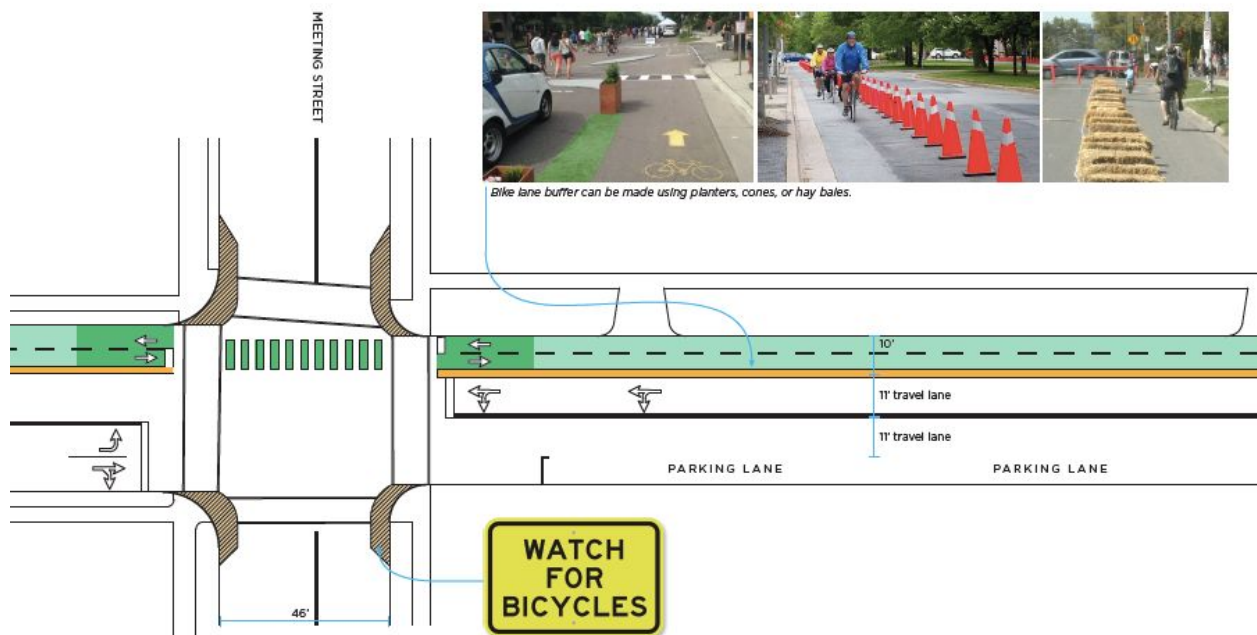 MEETING STREET
Bike lane buffer can be made using planters, cones, or hay bales.
10'
11' travel lane
11' travel lane
PARKING LANE
PARKING LANE
WATCH
FOR
BICYCLES
46'